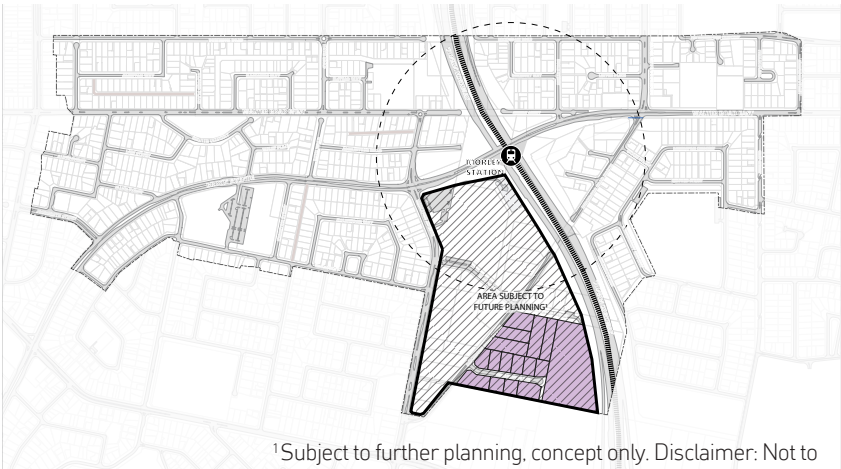 MORLEY
STATION
AREA SUBJECT TO
FUTURE PLANNING¹
¹Subject to further planning, concept only. Disclaimer: Not to